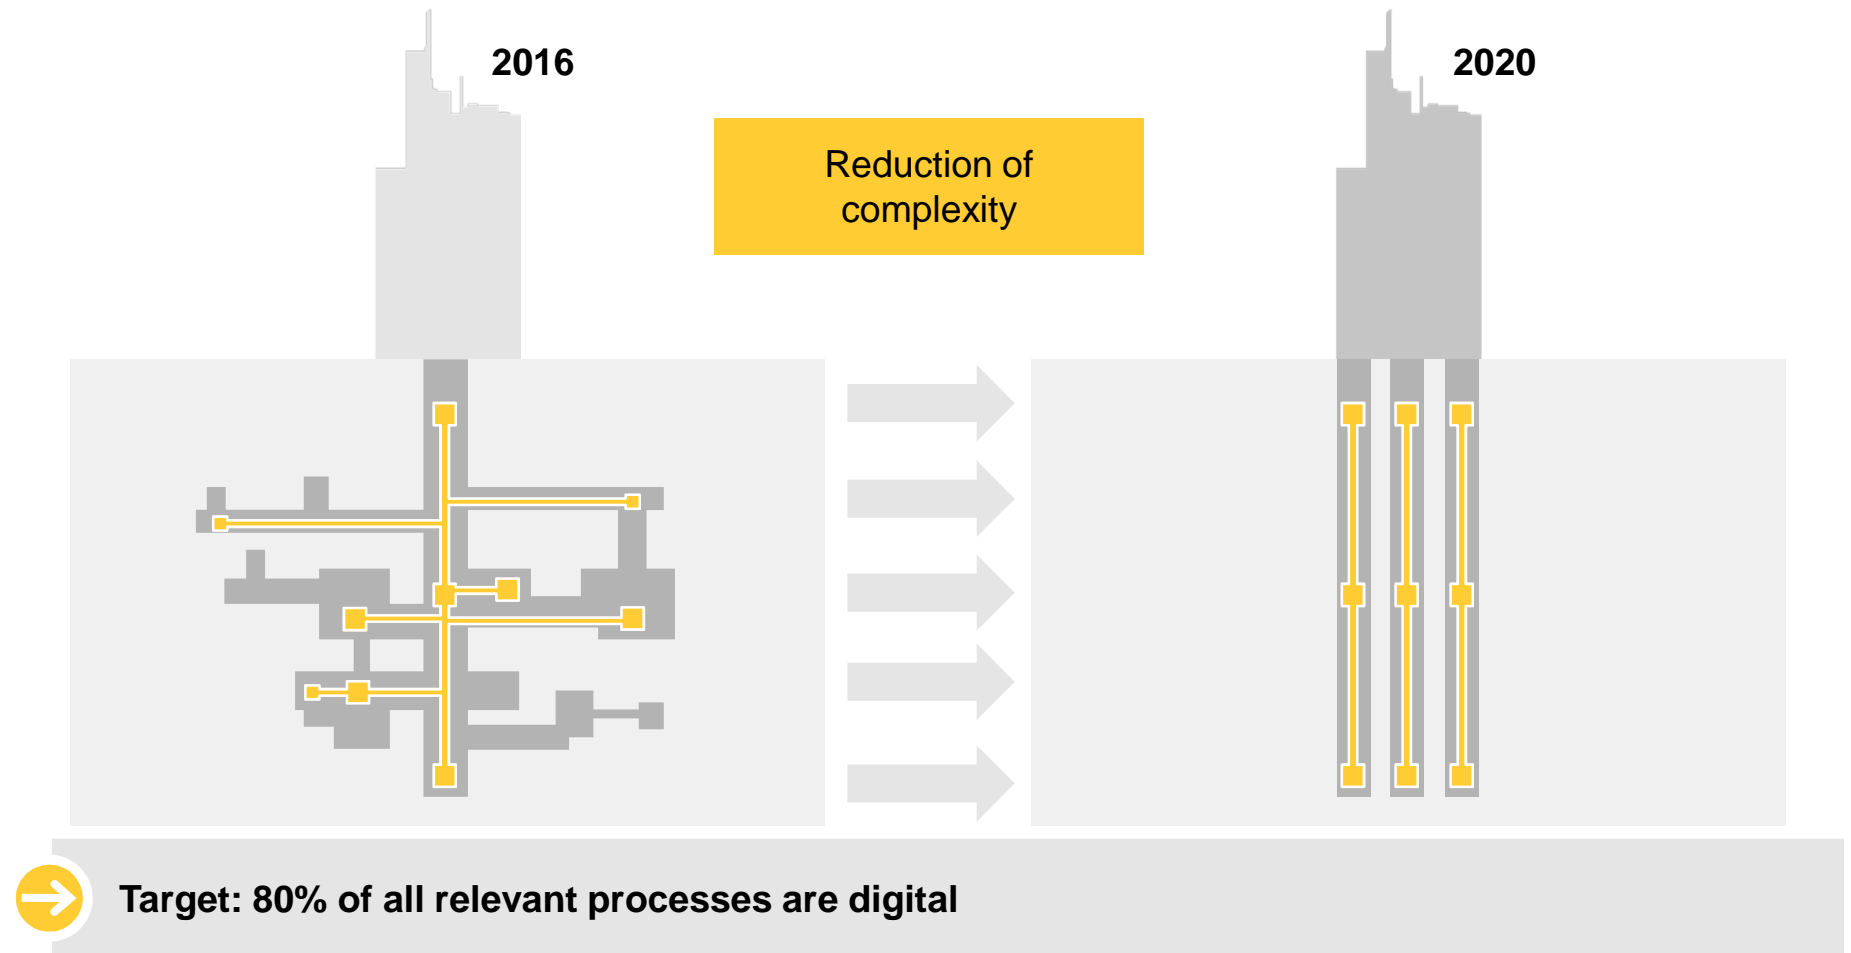 2016
2020
Reduction of
complexity
Target: 80% of all relevant processes are digital